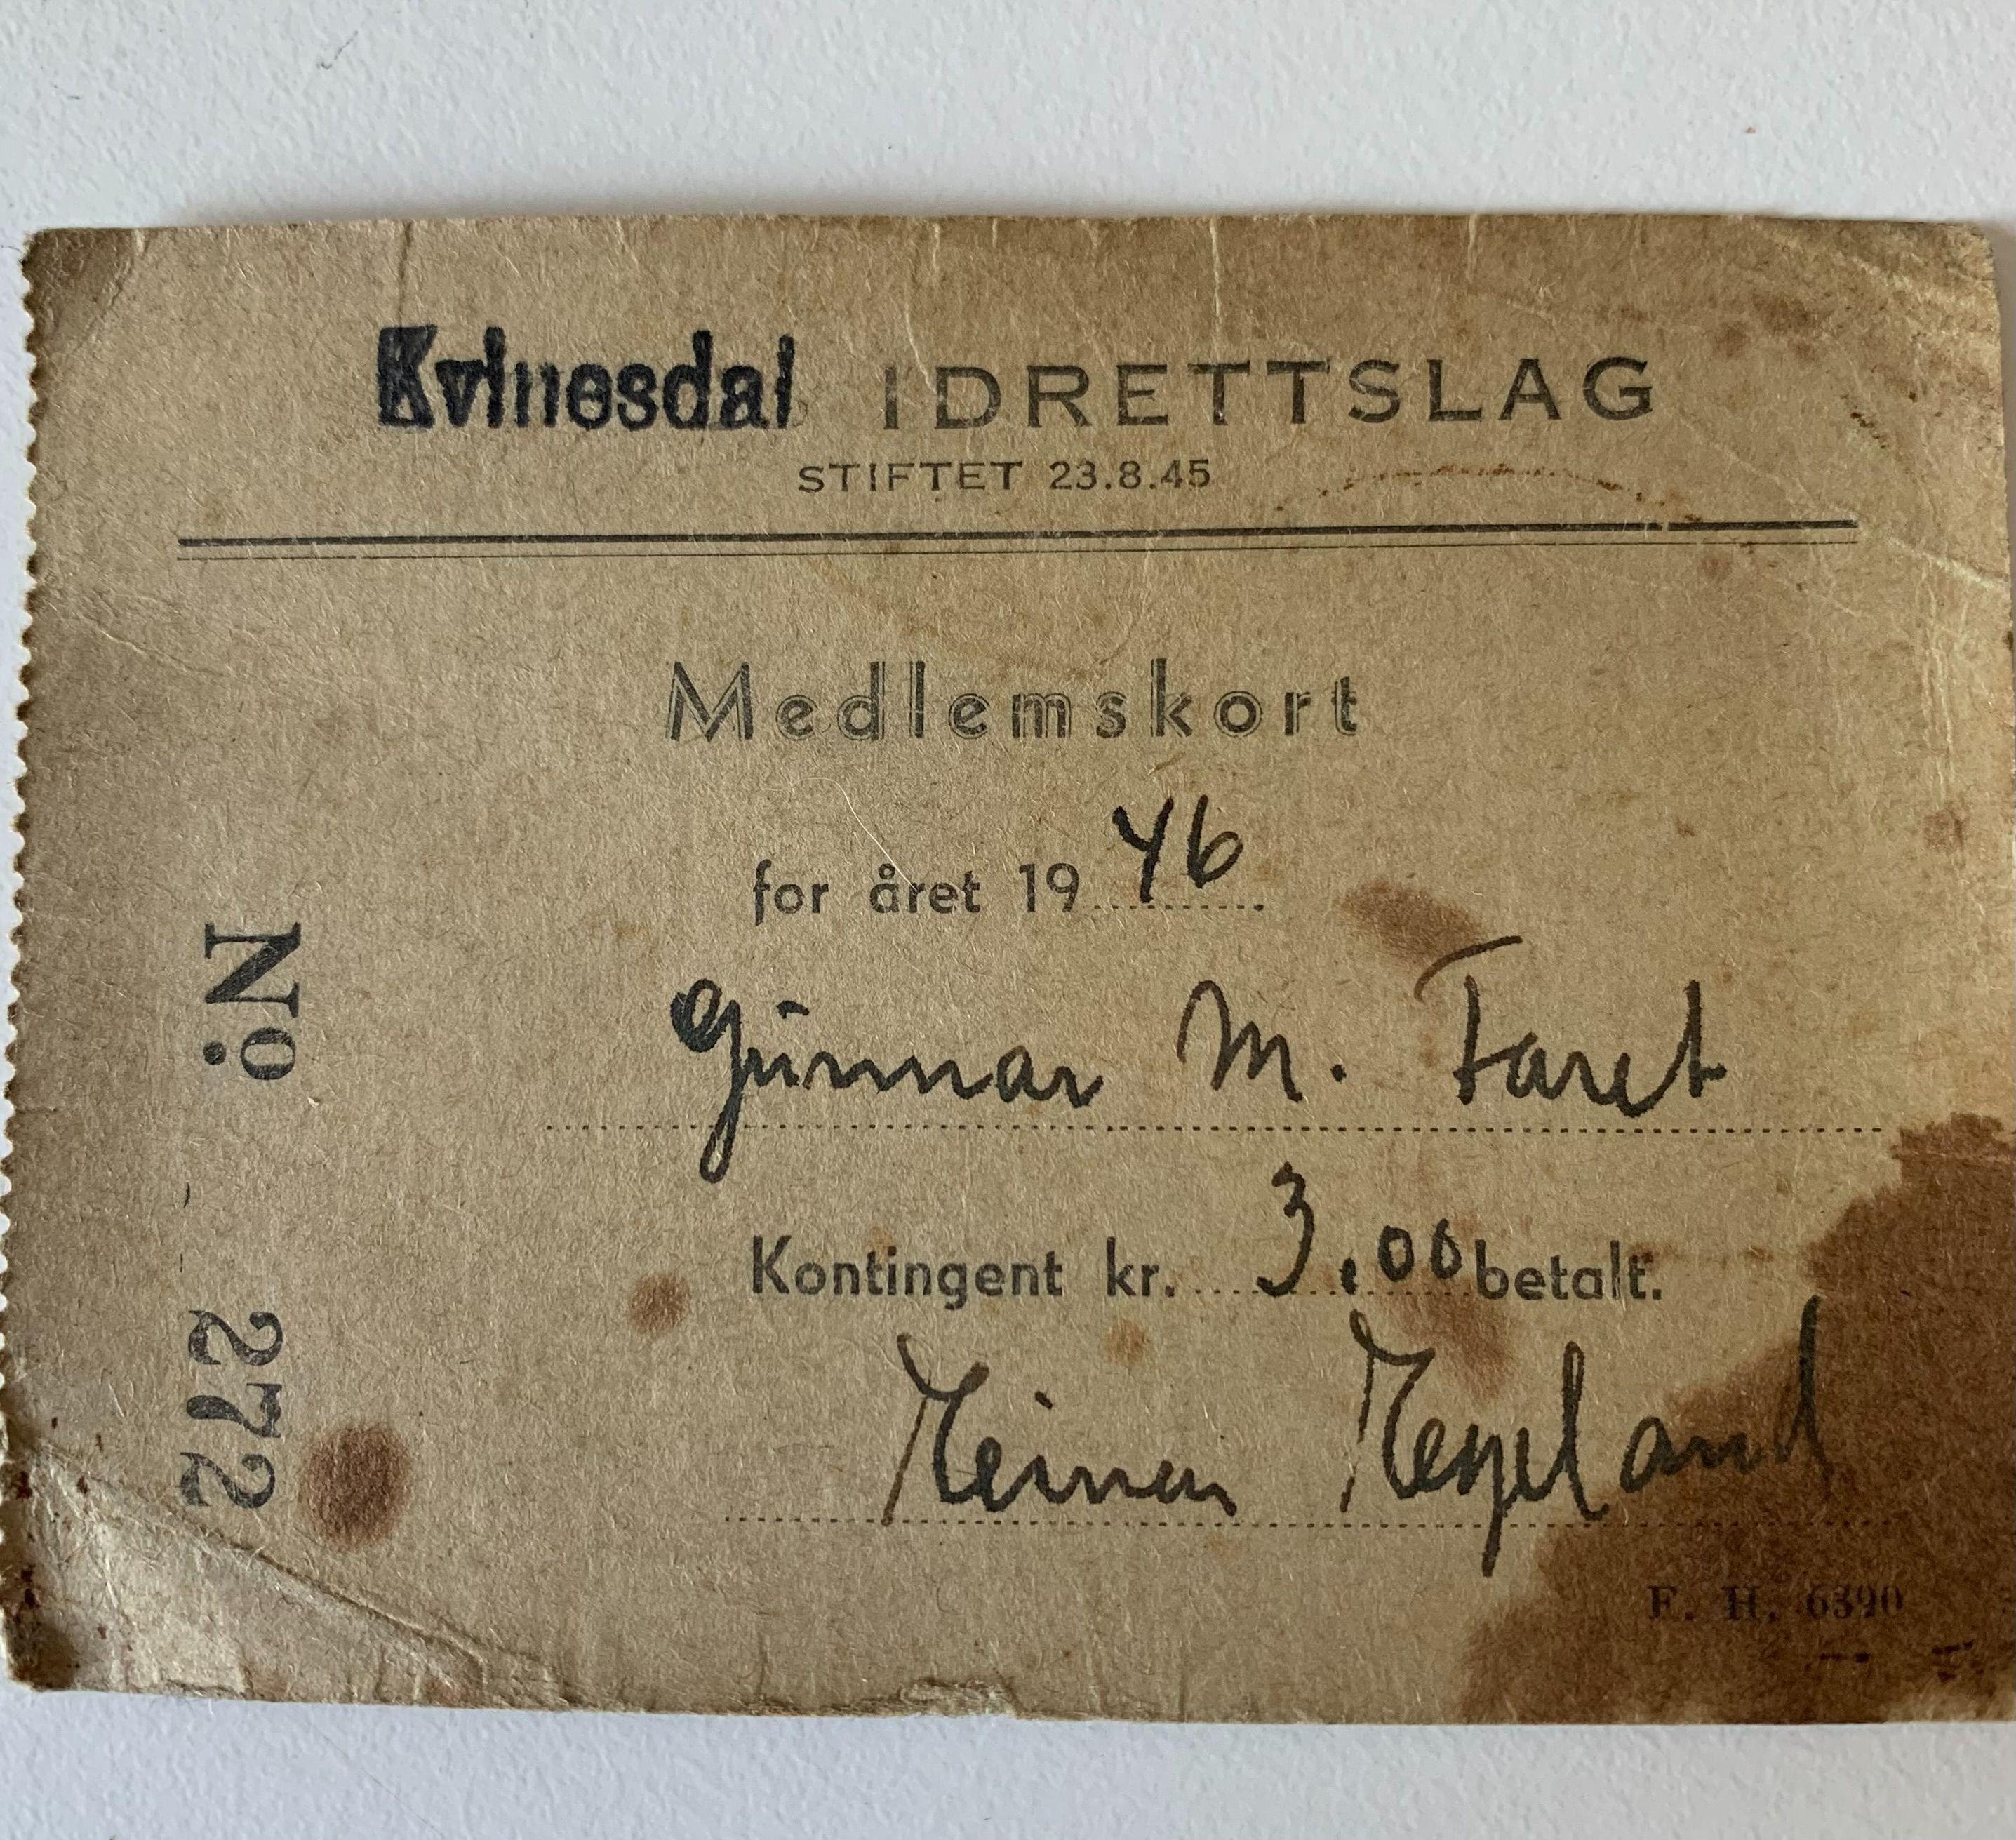 Kvinesdal IDRETTSLAG
STIFTET 23.8.45
Medlemskort
for året 1946.
Gunnar M. Faret
Kontingent kr. 3.00 betalt.
Egeland
F. H. 6390
No. 272